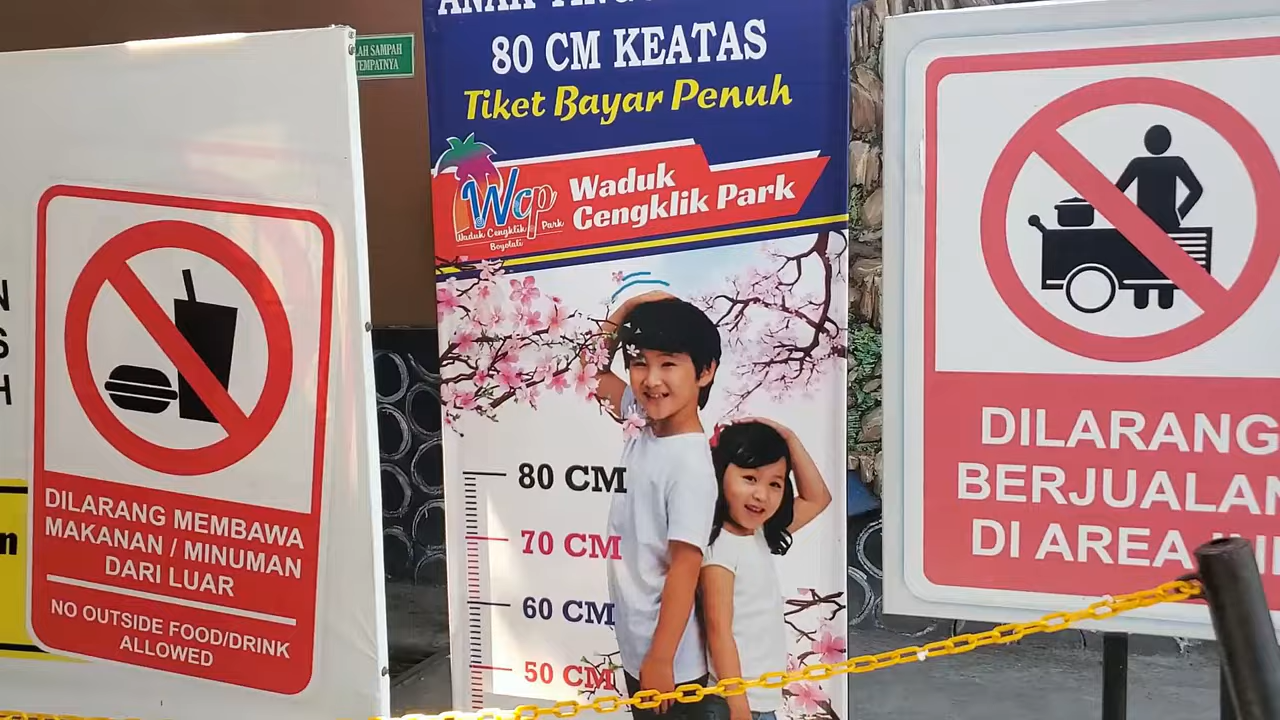 DILARANG MEMBAWA
MAKANAN / MINUMAN
DARI LUAR
NO OUTSIDE FOOD/DRINK
ALLOWED
SAMPAH
80 CM KEATAS
Tiket Bayar Penuh
Wcp
Waduk Cengklik Park
Boyolali
Waduk
Cengklik Park
80 CM
70 CM
60 CM
50 CM
DILARANG
BERJUALAN
DI AREA INI